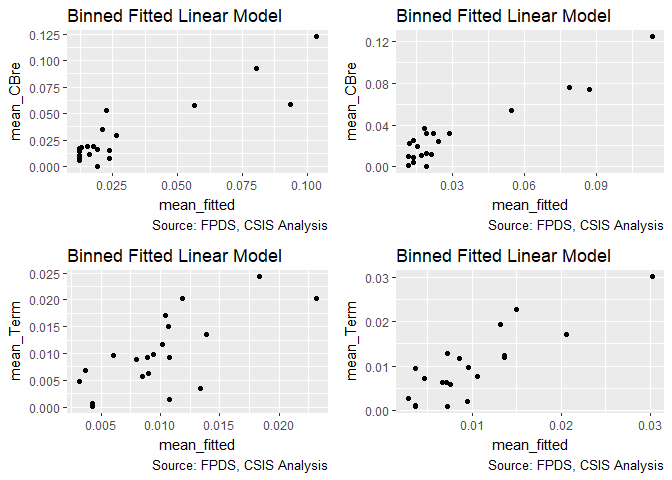 Binned Fitted Linear Model
mean_CBre
0.125
0.100
0.075
0.050
0.025
0.000
0.025
0.050
0.075
0.100
mean_fitted
Source: FPDS, CSIS Analysis
Binned Fitted Linear Model
mean_CBre
0.12
0.08
0.04
0.00
0.03
0.06
0.09
mean_fitted
Source: FPDS, CSIS Analysis
Binned Fitted Linear Model
mean_Term
0.025
0.020
0.015
0.010
0.005
0.000
0.005
0.010
0.015
0.020
mean_fitted
Source: FPDS, CSIS Analysis
Binned Fitted Linear Model
mean_Term
0.03
0.02
0.01
0.00
0.01
0.02
0.03
mean_fitted
Source: FPDS, CSIS Analysis